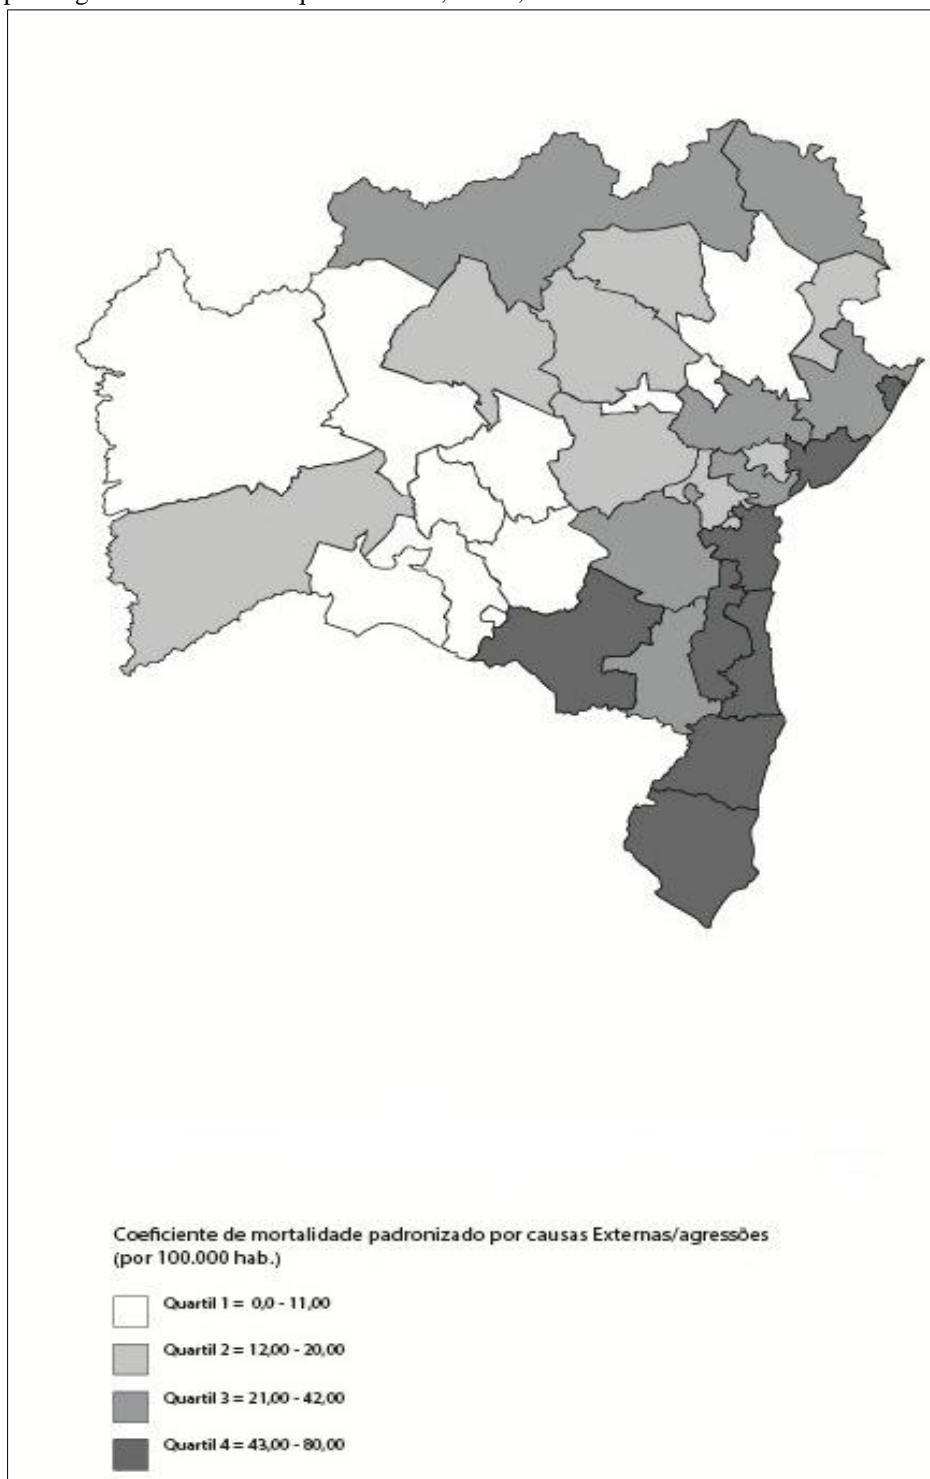 Coeficiente de mortalidade padronizado por causas Externas/agressões
(por 100.000 hab.)
Quartil 1 = 0,0 - 11,00
Quartil 2 = 12,00 - 20,00
Quartil 3 = 21,00 - 42,00
Quartil 4 = 43,00 - 80,00